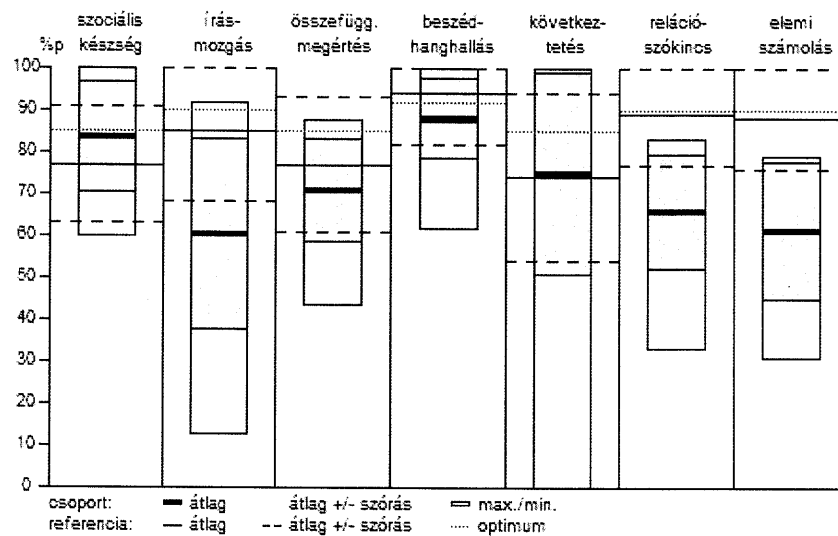 szociális írás- összefügg. beszéd- következ- reláció- elemi
%p készség mozgás megértés hanghallás tetés szókincs számolás
100
90
80
70
60
50
40
30
20
10
0
csoport: átlag átlag +/- szórás max./min.
referencia: átlag átlag +/- szórás optimum